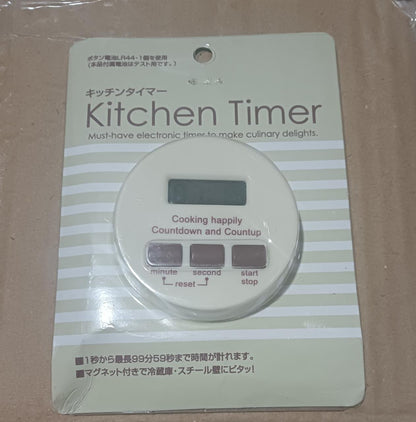 ボタン電池LR44・1個を使用
(本品付属電池はテスト用です。)
キッチンタイマー
Kitchen Timer
Must-have electronic timer to make culinary delights.
Cooking happily
Countdown and Countup
minute second start
stop
reset
■1秒から最長99分59秒まで時間が計れます。
■マグネット付きで冷蔵庫・スチール壁にピタッ!